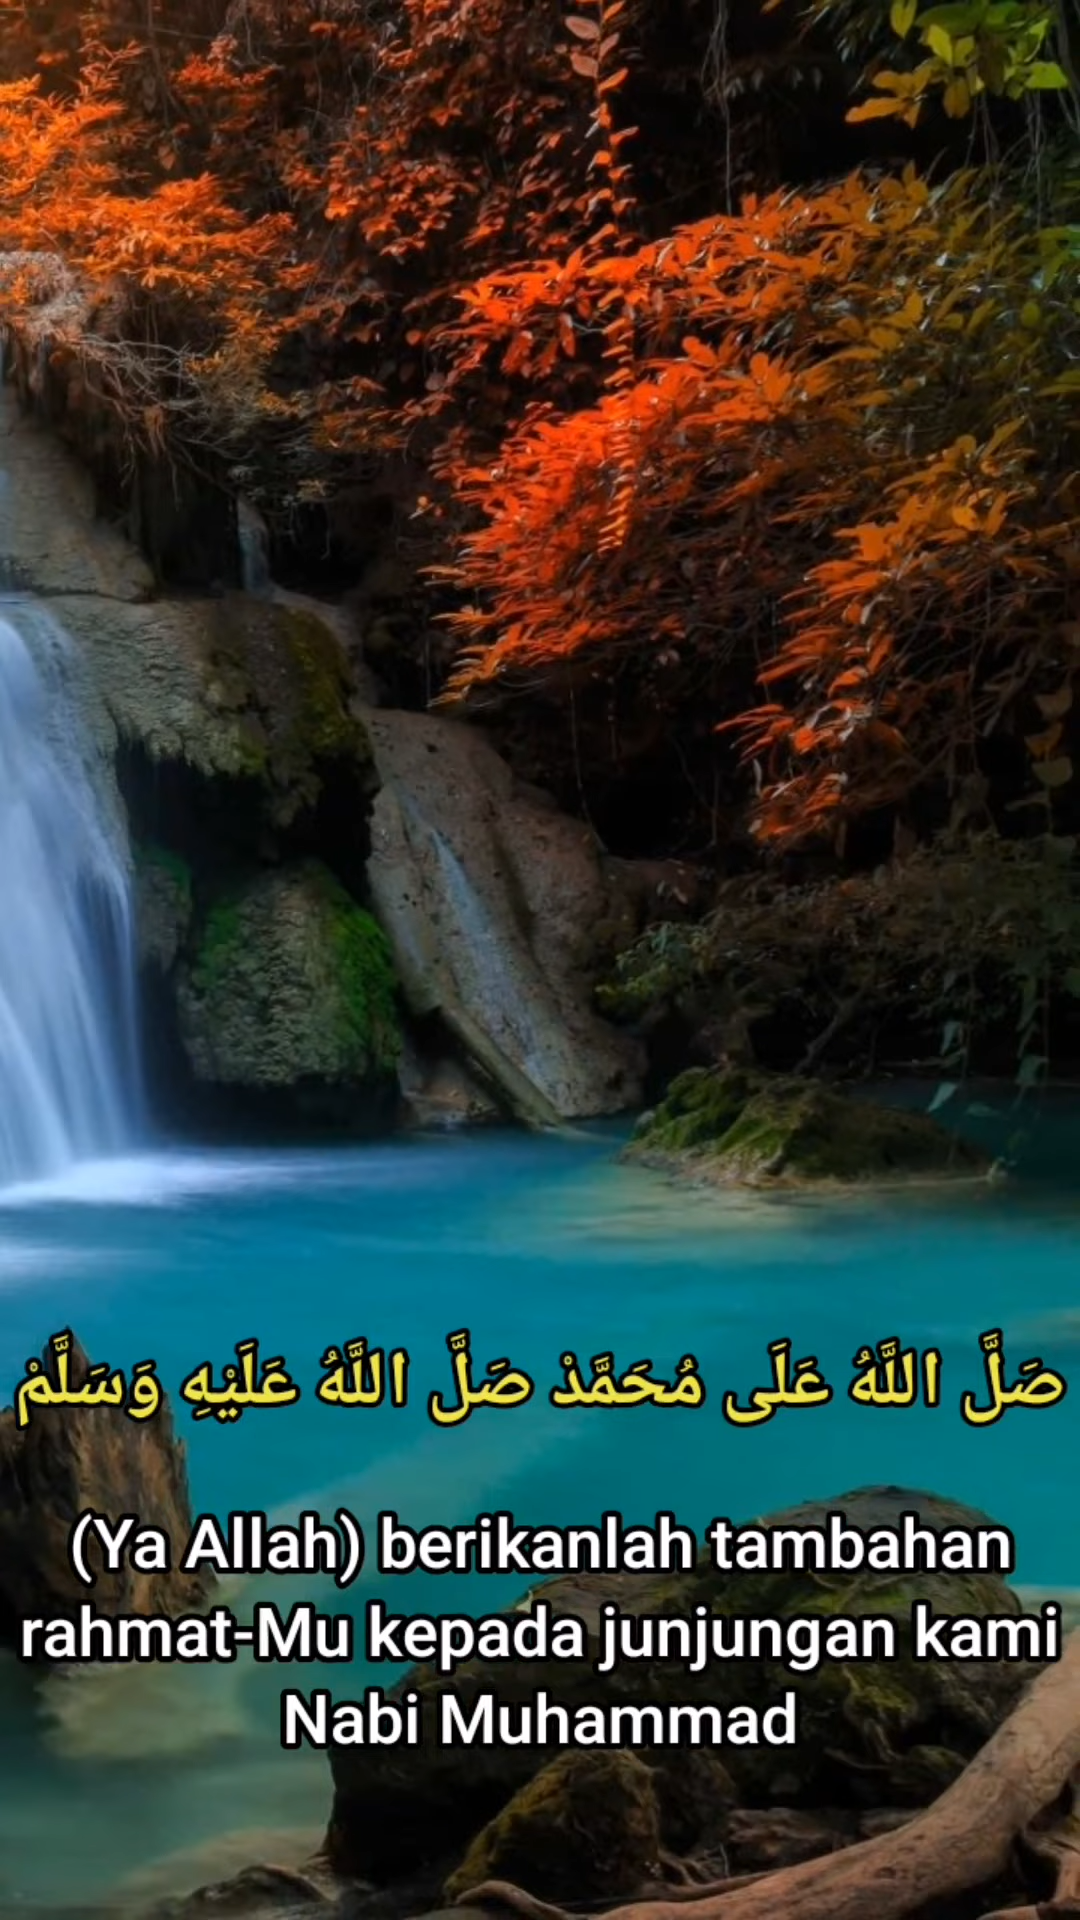 صَلَّ اللَّهُ عَلَى مُحَمَّدْ صَلَّ اللَّهُ عَلَيْهِ وَسَلَّمْ
(Ya Allah) berikanlah tambahan
rahmat-Mu kepada junjungan kami
Nabi Muhammad